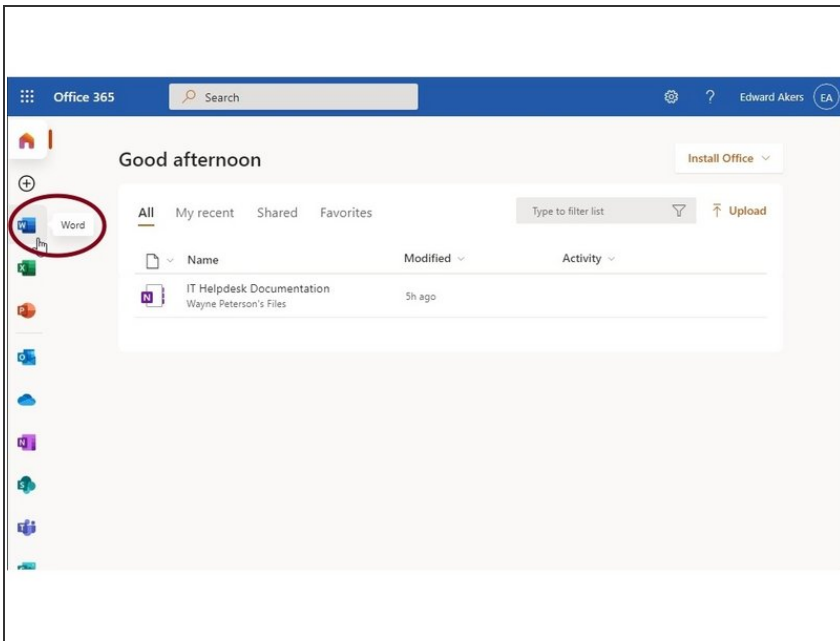 Office 365
Search
?
Edward Akers
EA
Good afternoon
Install Office
All My recent Shared Favorites
Type to filter list
Upload
W
Word
Name Modified Activity
X
N
IT Helpdesk Documentation
Wayne Peterson's Files
5h ago
P
O
N
S
T